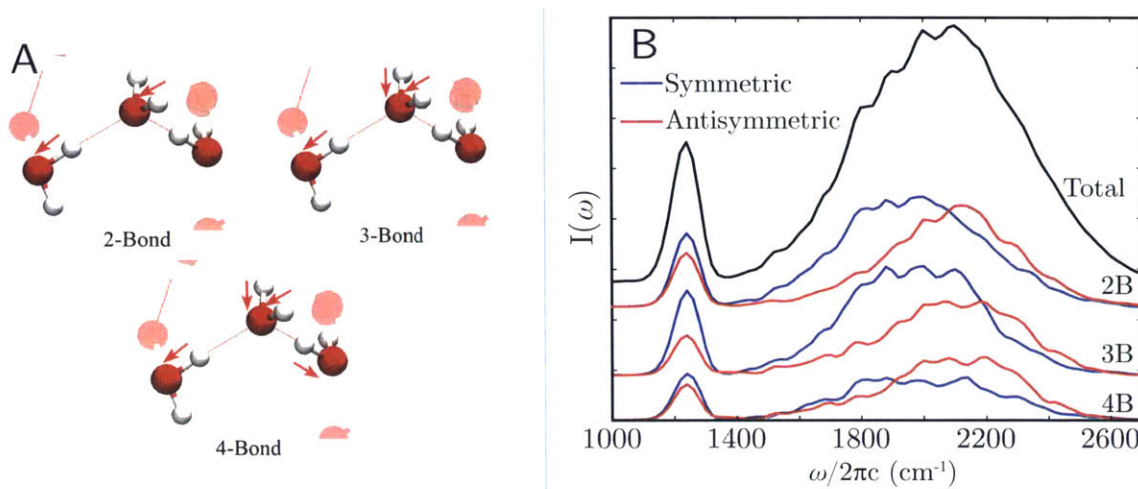 A
2-Bond
3-Bond
4-Bond
B
Symmetric
Antisymmetric
Total
2B
3B
4B
I(ω)
1000 1400 1800 2200 2600
ω/2πc (cm⁻¹)